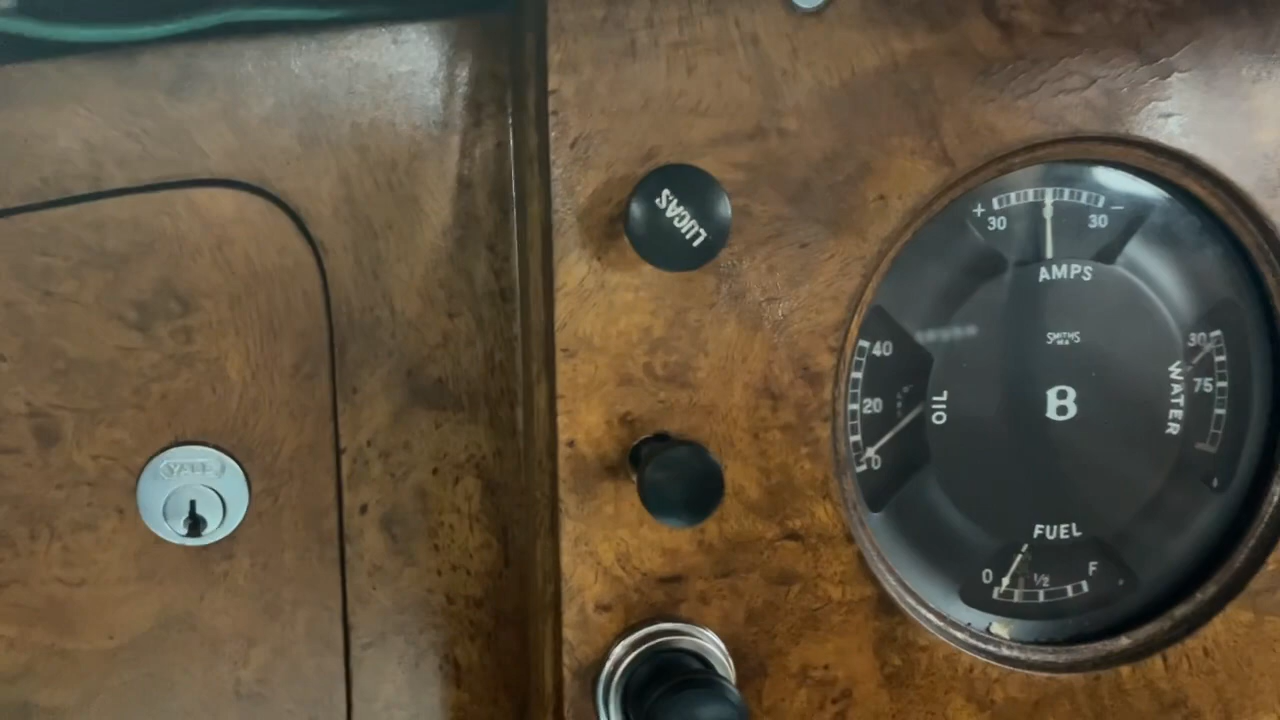 LUCAS
YALE
+ 30 30 -
AMPS
SMITHS
B
40
20
0
OIL
30
75
WATER
FUEL
0 1/2 F